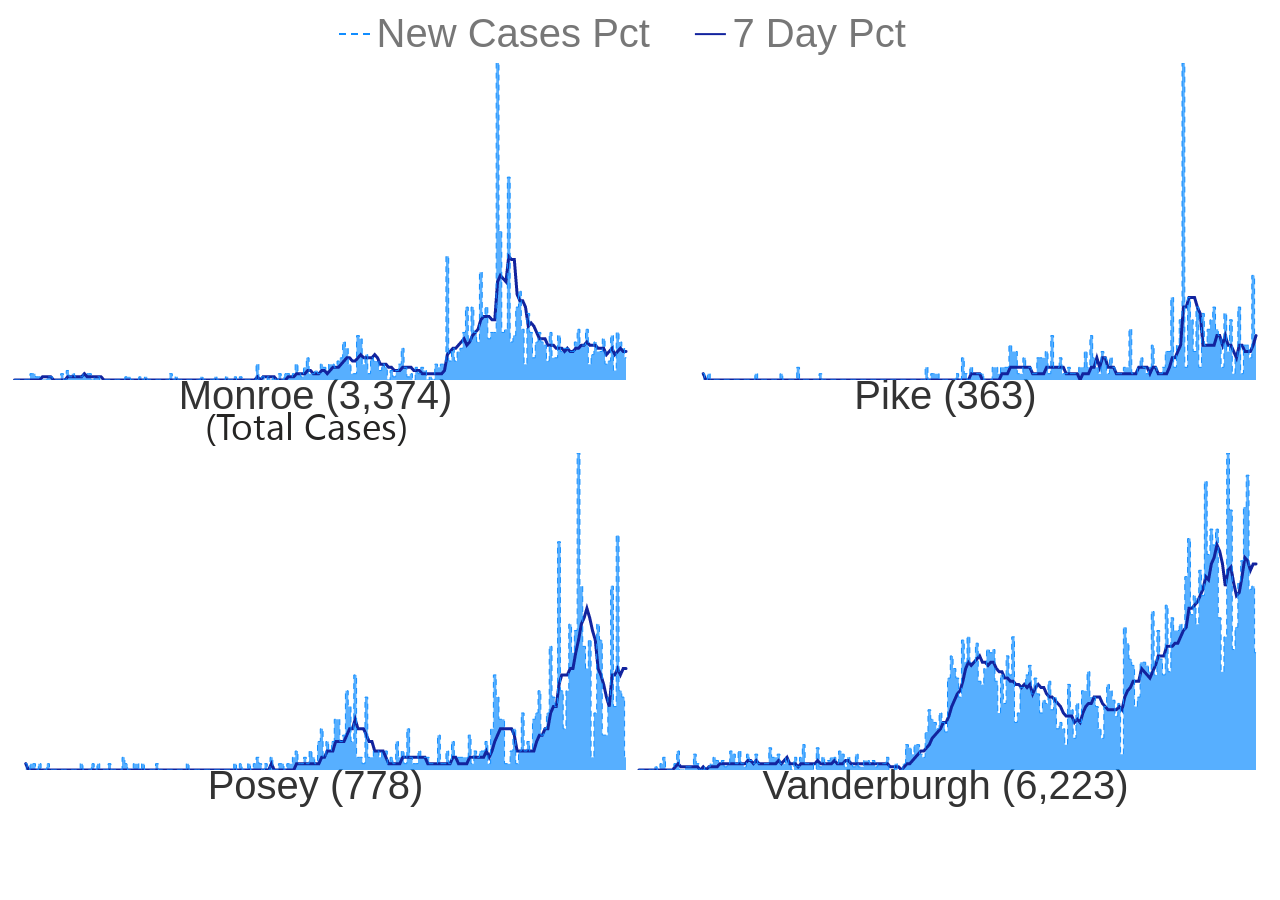 New Cases Pct 7 Day Pct
Monroe (3,374) Pike (363)
(Total Cases)
Posey (778) Vanderburgh (6,223)